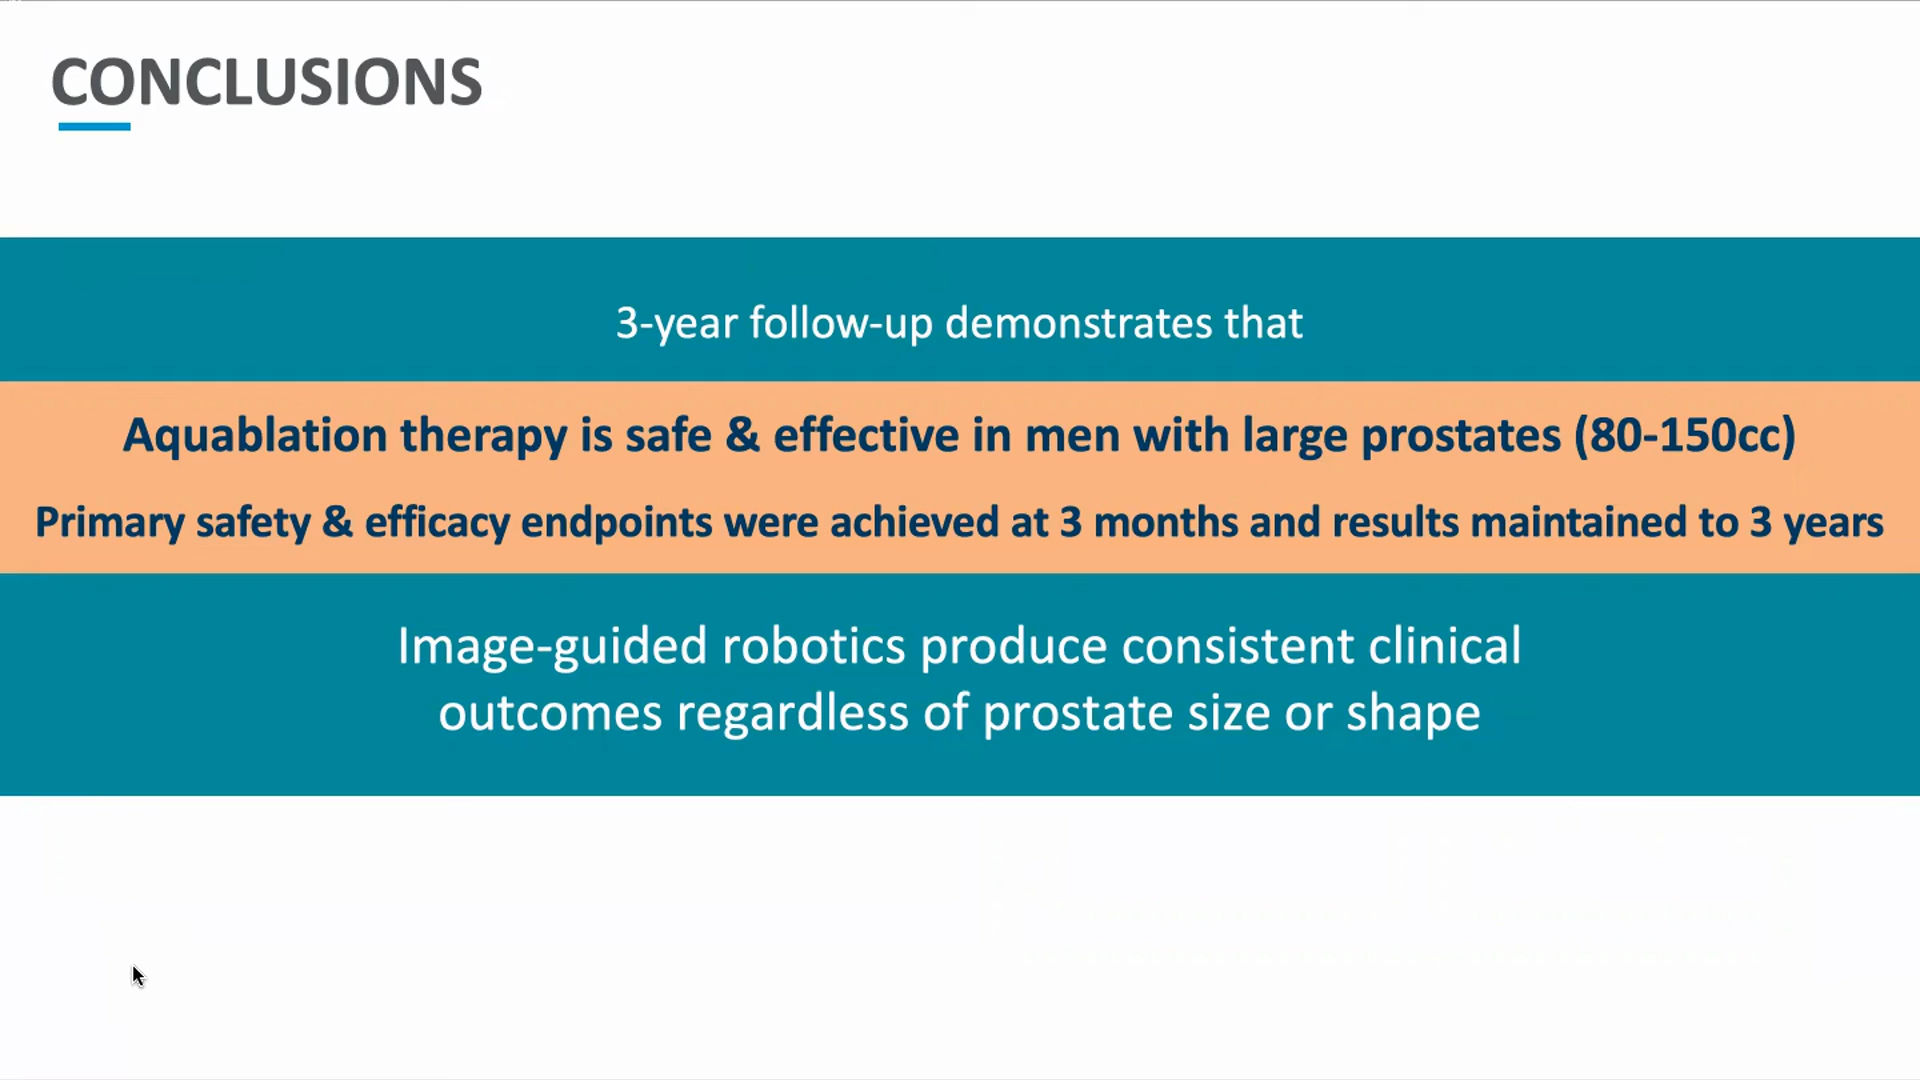 CONCLUSIONS
3-year follow-up demonstrates that
Aquablation therapy is safe & effective in men with large prostates (80-150cc)
Primary safety & efficacy endpoints were achieved at 3 months and results maintained to 3 years
Image-guided robotics produce consistent clinical
outcomes regardless of prostate size or shape